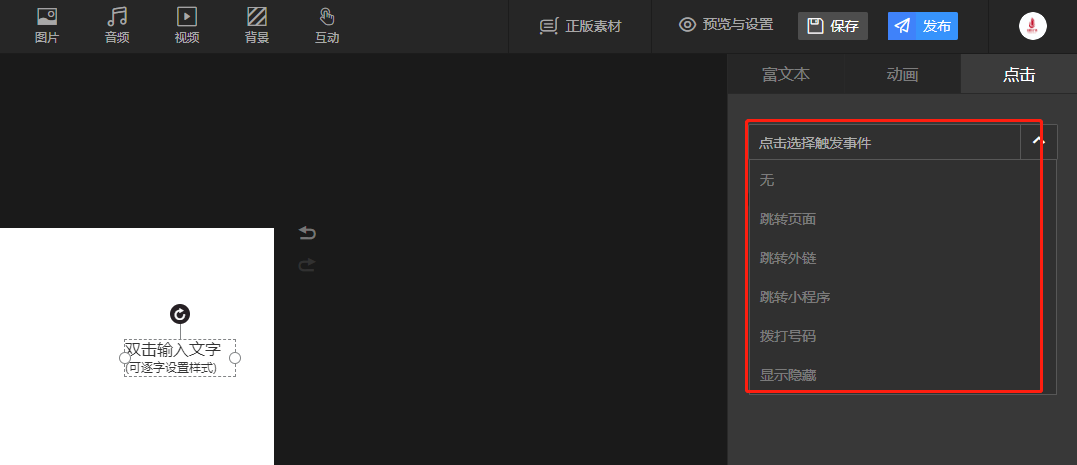 图片
音频
视频
背景
互动
正版素材
预览与设置
保存
发布
富文本
动画
点击
点击选择触发事件
无
跳转页面
跳转外链
跳转小程序
拨打号码
显示隐藏
双击输入文字
(可逐字设置样式)